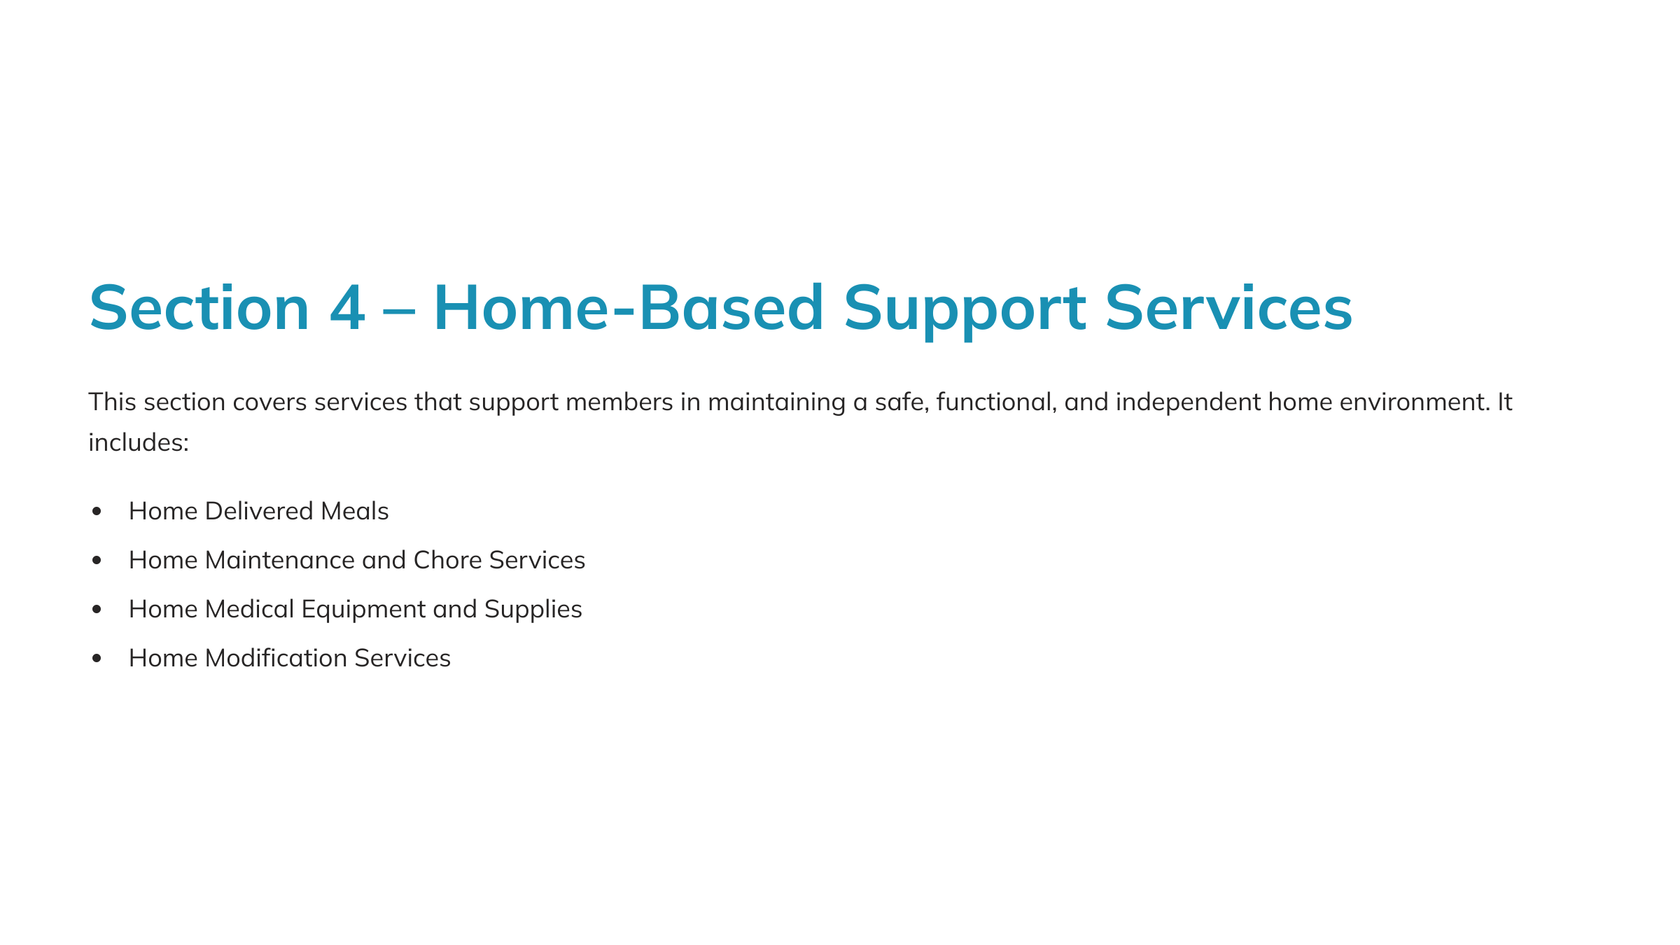 Section 4 – Home-Based Support Services
This section covers services that support members in maintaining a safe, functional, and independent home environment. It
includes:
• Home Delivered Meals
• Home Maintenance and Chore Services
• Home Medical Equipment and Supplies
• Home Modification Services